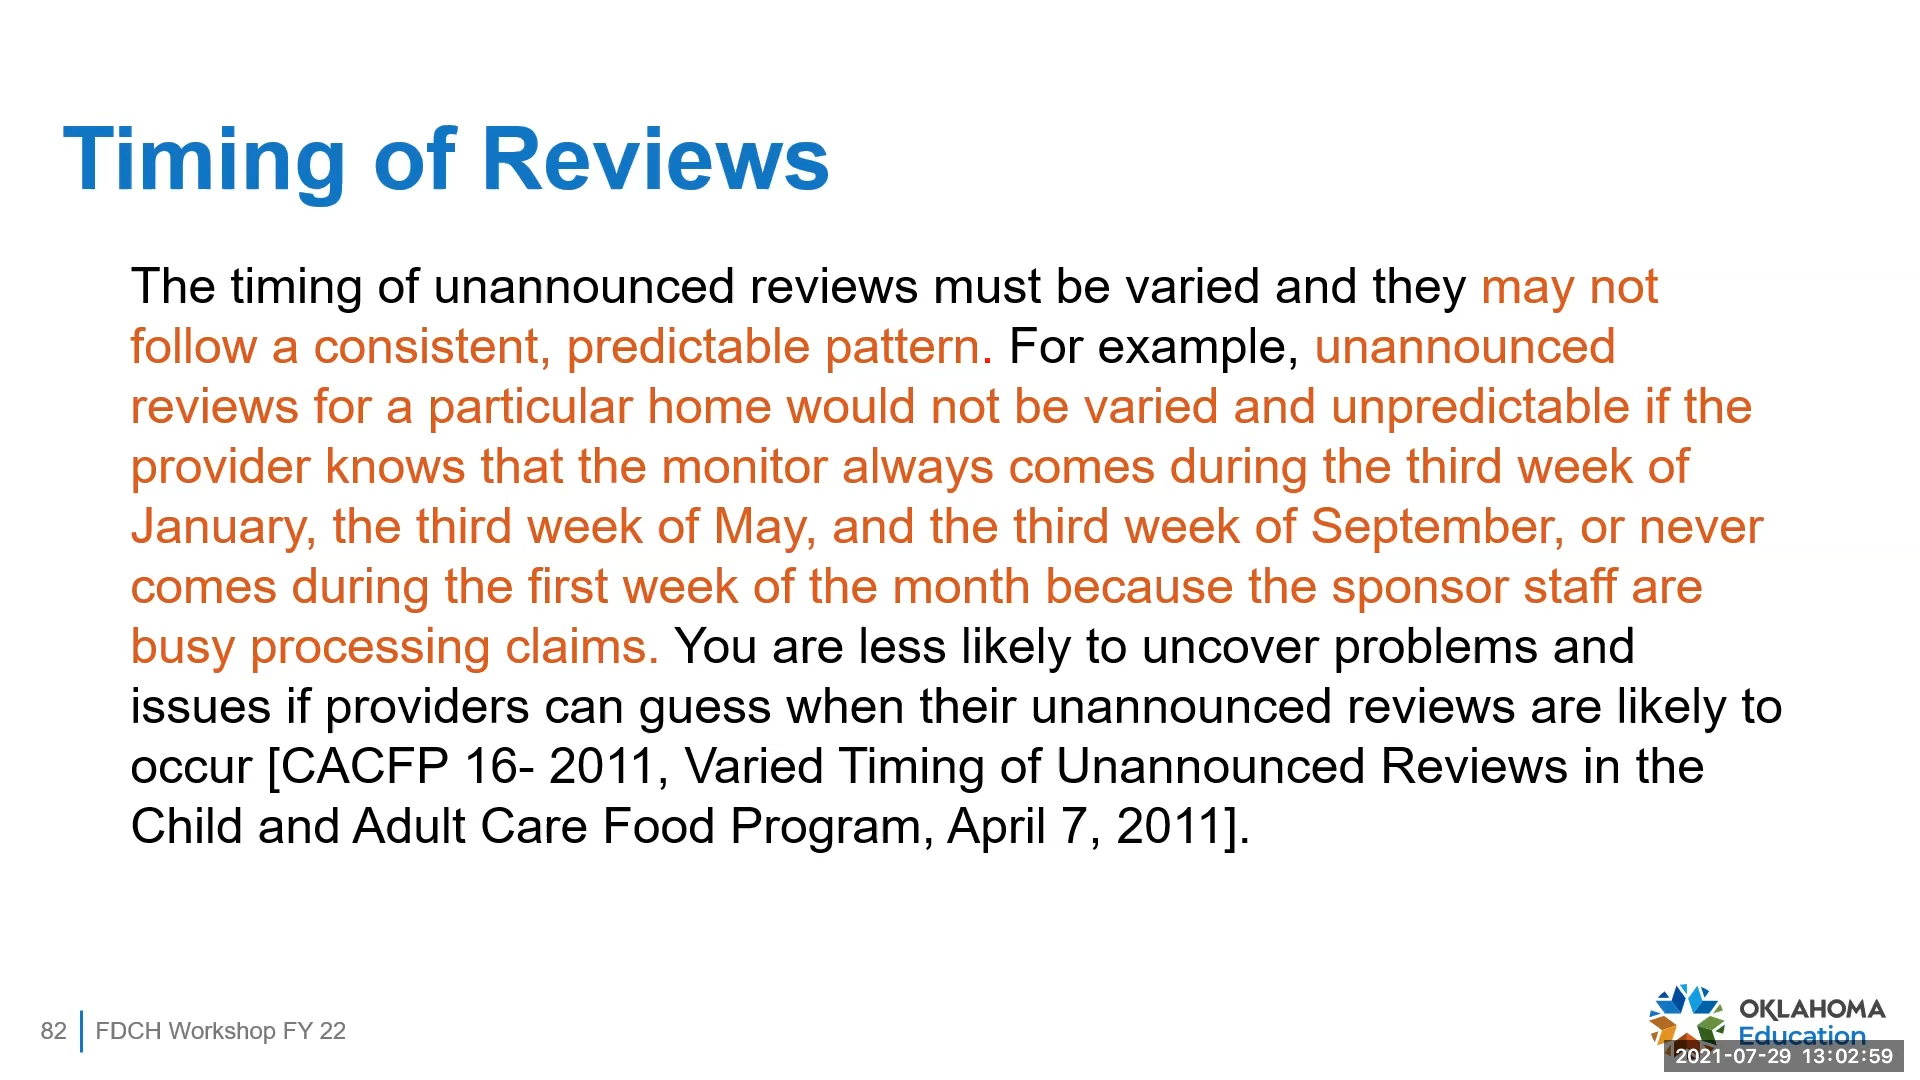 Timing of Reviews
The timing of unannounced reviews must be varied and they may not
follow a consistent, predictable pattern. For example, unannounced
reviews for a particular home would not be varied and unpredictable if the
provider knows that the monitor always comes during the third week of
January, the third week of May, and the third week of September, or never
comes during the first week of the month because the sponsor staff are
busy processing claims. You are less likely to uncover problems and
issues if providers can guess when their unannounced reviews are likely to
occur [CACFP 16- 2011, Varied Timing of Unannounced Reviews in the
Child and Adult Care Food Program, April 7, 2011].
82 FDCH Workshop FY 22
OKLAHOMA
Education
2021-07-29 13:02:59